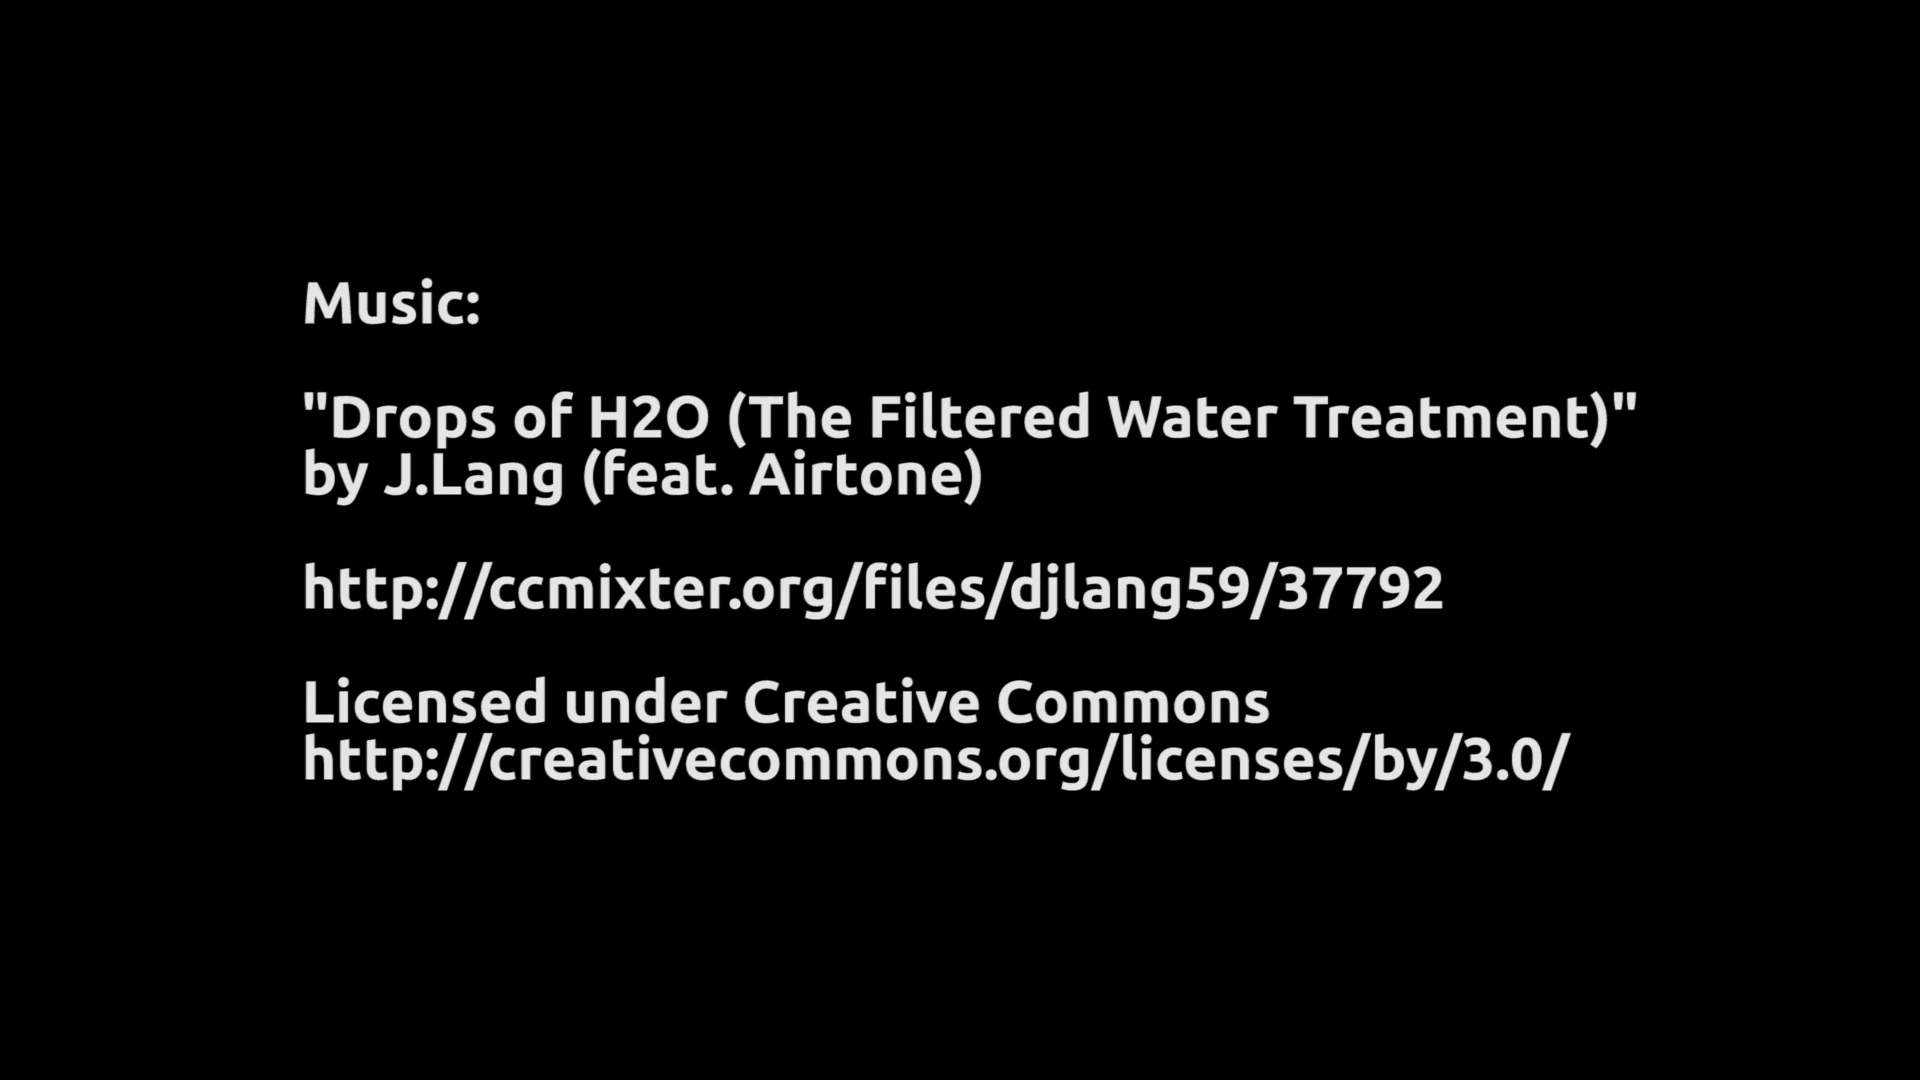 Music:
"Drops of H2O (The Filtered Water Treatment)"
by J.Lang (feat. Airtone)
http://ccmixter.org/files/djlang59/37792
Licensed under Creative Commons
http://creativecommons.org/licenses/by/3.0/